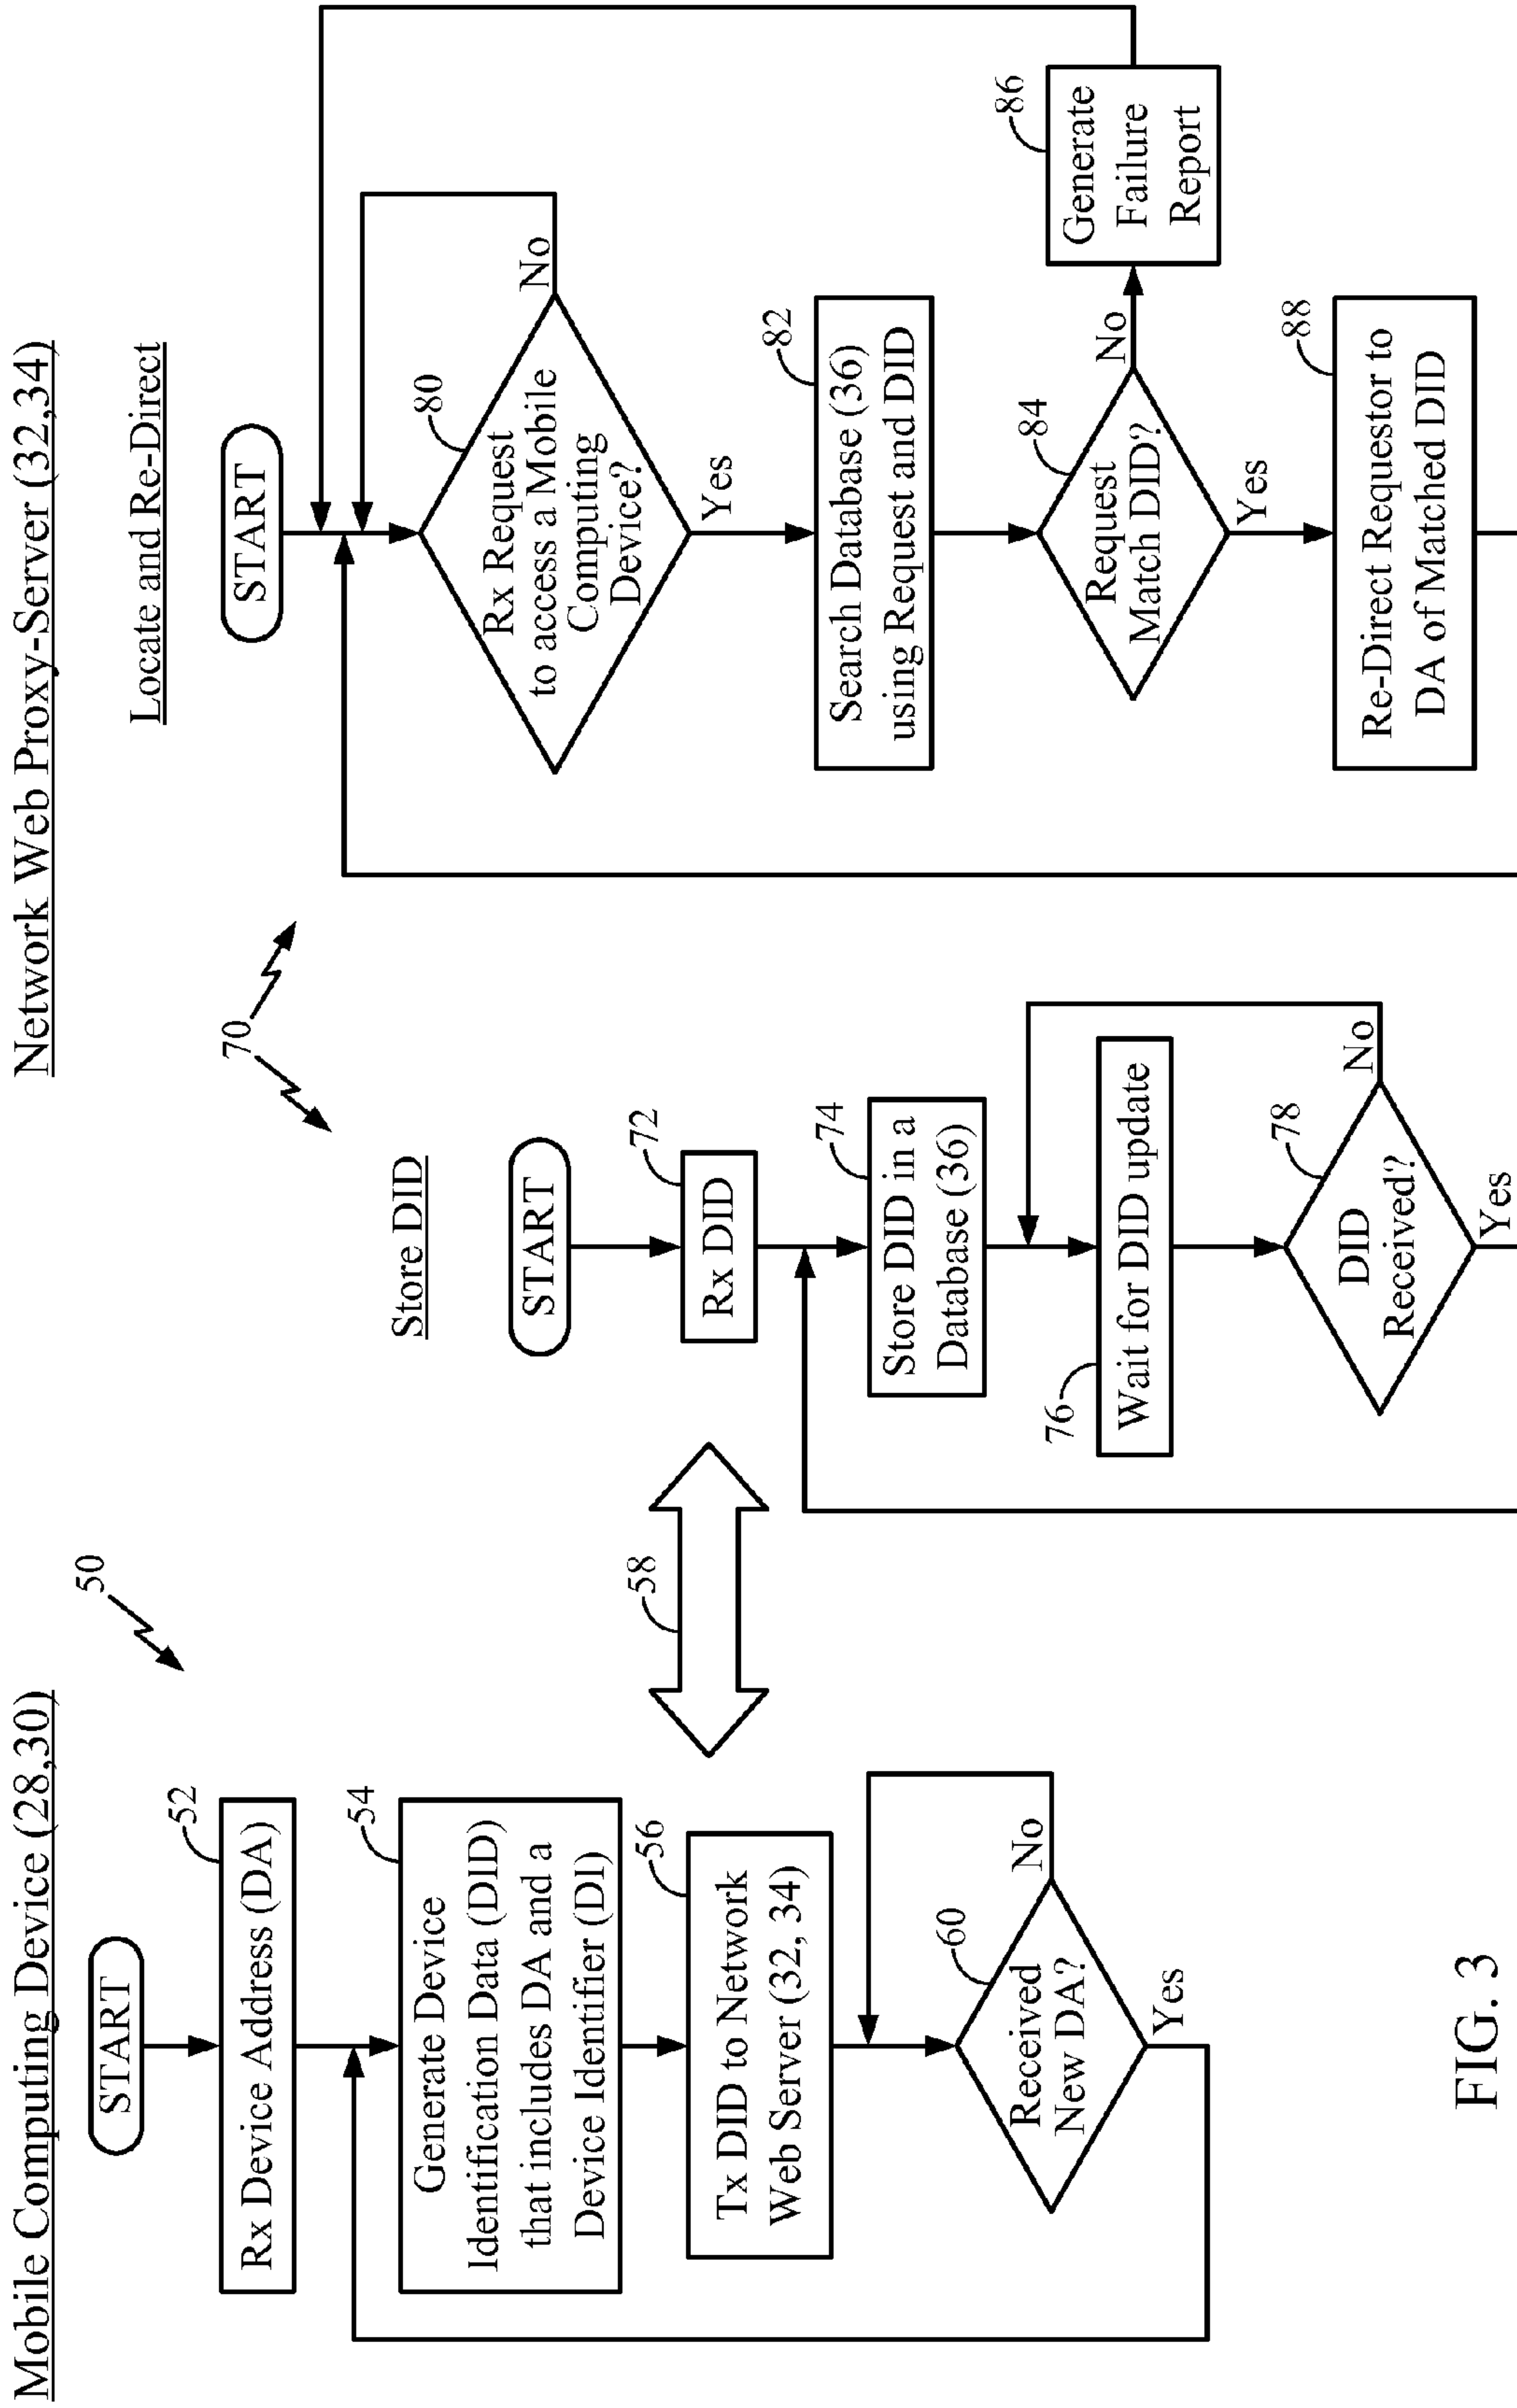 Mobile Computing Device (28,30)
50
START
52
Rx Device Address (DA)
54
Generate Device
Identification Data (DID)
that includes DA and a
Device Identifier (DI)
56
Tx DID to Network
Web Server (32, 34)
60
Received
New DA?
No
Yes
58
Network Web Proxy-Server (32,34)
70
Store DID
START
72
Rx DID
74
Store DID in a
Database (36)
76
Wait for DID update
78
DID
Received?
No
Yes
Locate and Re-Direct
START
80
Rx Request
to access a Mobile
Computing
Device?
No
Yes
82
Search Database (36)
using Request and DID
84
Request
Match DID?
No
Yes
86
Generate
Failure
Report
88
Re-Direct Requestor to
DA of Matched DID
FIG. 3